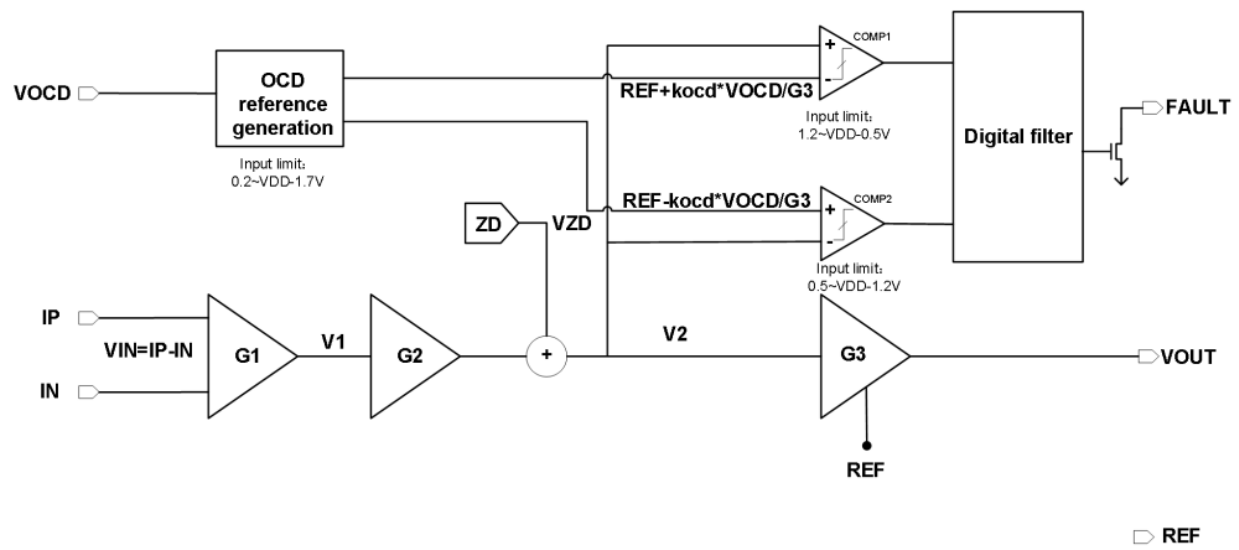 VOCD
OCD
reference
generation
Input limit:
0.2~VDD-1.7V
REF+kocd*VOCD/G3
+
-
COMP1
Input limit:
1.2~VDD-0.5V
REF-kocd*VOCD/G3
+
-
COMP2
Input limit:
0.5~VDD-1.2V
Digital filter
FAULT
ZD
VZD
IP
VIN=IP-IN
IN
G1
V1
G2
+
V2
G3
VOUT
REF
REF